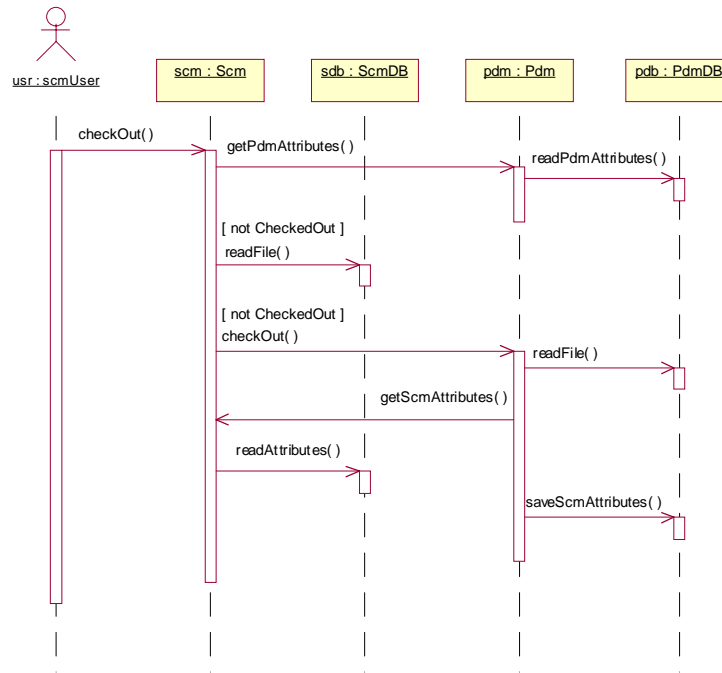 usr : scmUser
scm : Scm
sdb : ScmDB
pdm : Pdm
pdb : PdmDB
checkOut( )
getPdmAttributes( )
readPdmAttributes( )
[ not CheckedOut ]
readFile( )
[ not CheckedOut ]
checkOut( )
readFile( )
getScmAttributes( )
readAttributes( )
saveScmAttributes( )